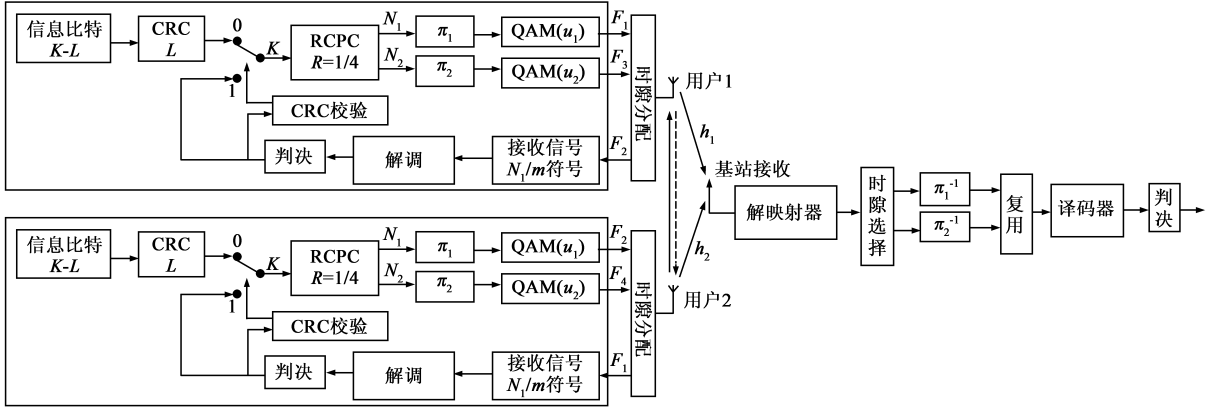 信息比特
K-L
CRC
L
0
1
K
RCPC
R=1/4
N1
N2
π1
π2
QAM(u1)
QAM(u2)
F1
F3
F2
时隙分配
CRC校验
判决
解调
接收信号
N1/m符号
用户1
h1
信息比特
K-L
CRC
L
0
1
K
RCPC
R=1/4
N1
N2
π1
π2
QAM(u1)
QAM(u2)
F2
F4
F1
时隙分配
CRC校验
判决
解调
接收信号
N1/m符号
用户2
h2
基站接收
解映射器
时隙选择
π1-1
π2-1
复用
译码器
判决